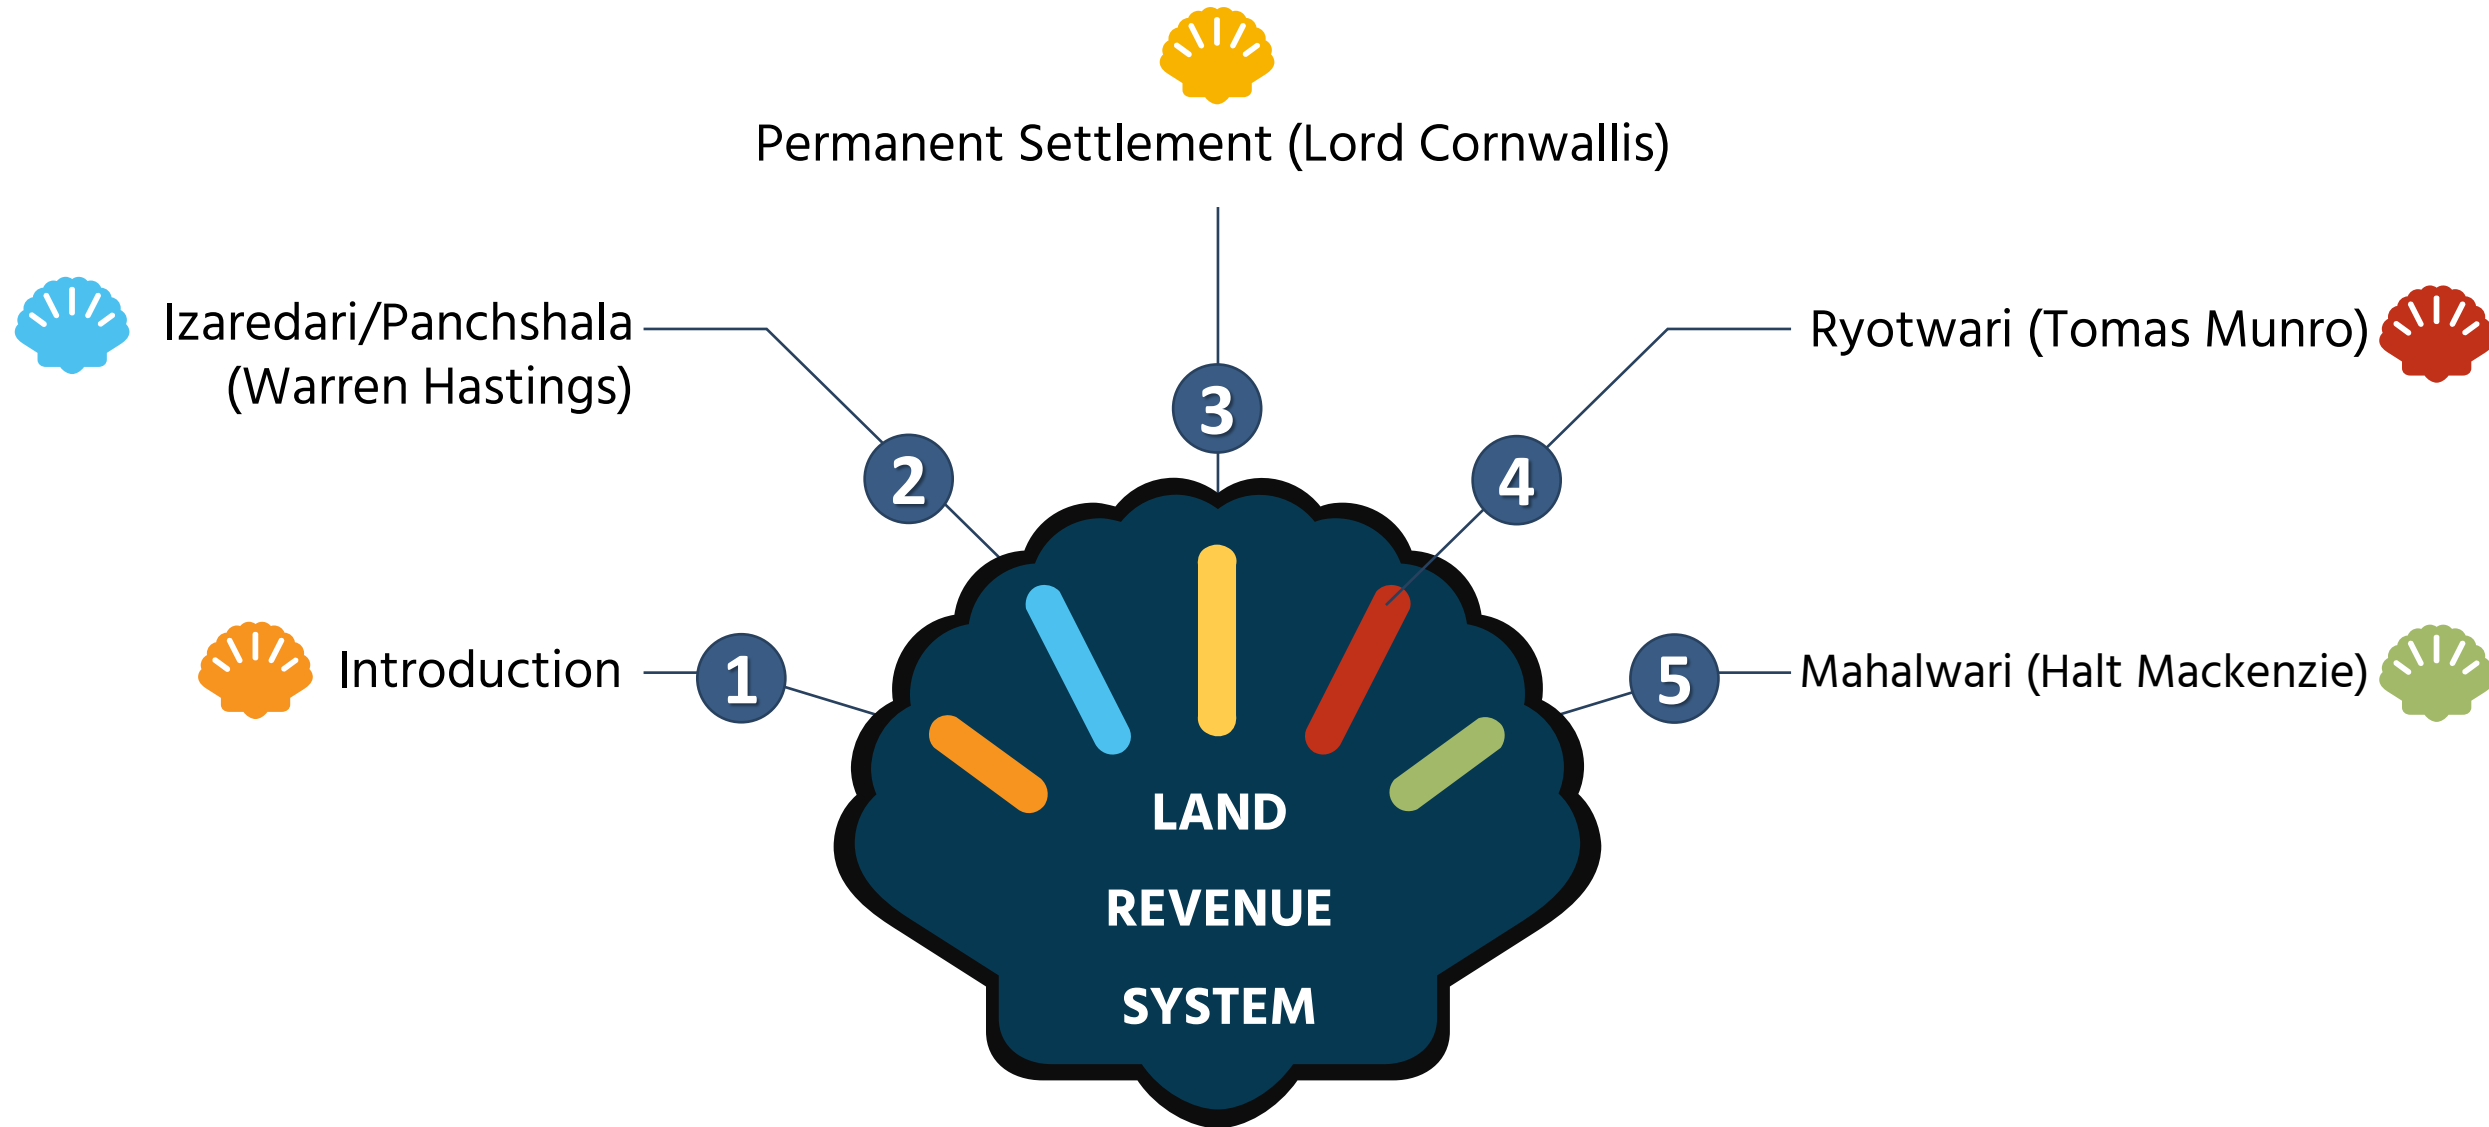 Permanent Settlement (Lord Cornwallis)
Izaredari/Panchshala
(Warren Hastings)
Ryotwari (Tomas Munro)
3
2
4
Introduction
1
5
Mahalwari (Halt Mackenzie)
LAND
REVENUE
SYSTEM